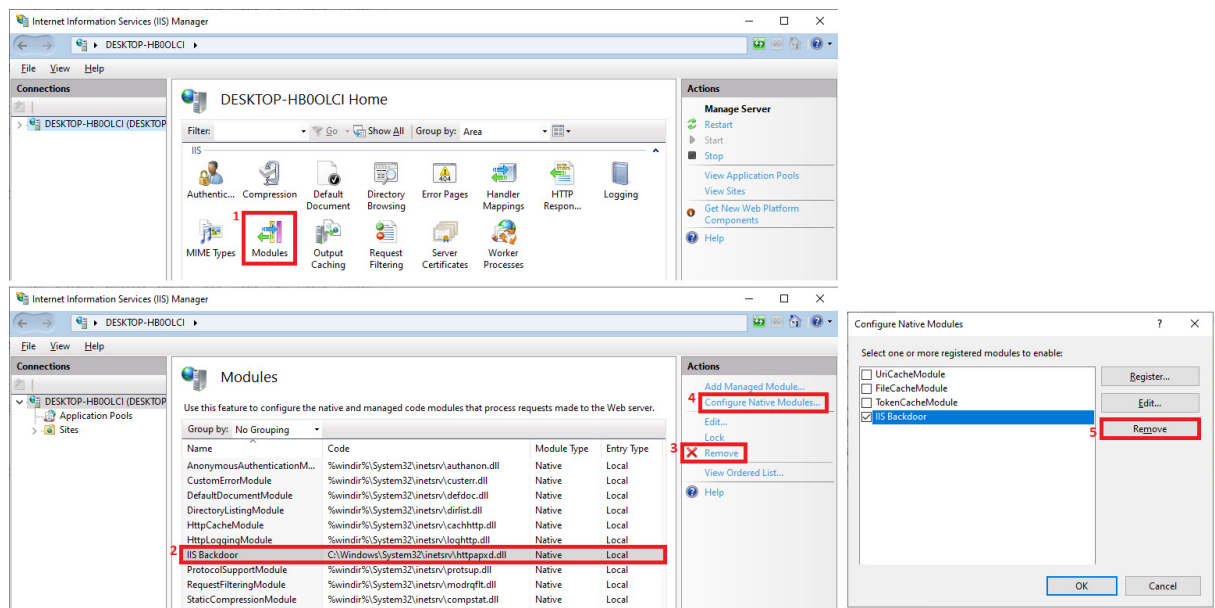 Internet Information Services (IIS) Manager
DESKTOP-HB0OLCI
File View Help
Connections
DESKTOP-HB0OLCI (DESKTOP
DESKTOP-HB0OLCI Home
Filter: Go Show All Group by: Area
IIS
Authentic... Compression Default Document Directory Browsing Error Pages Handler Mappings HTTP Respon... Logging
1
MIME Types Modules Output Caching Request Filtering Server Certificates Worker Processes
Actions
Manage Server
Restart
Start
Stop
View Application Pools
View Sites
Get New Web Platform
Components
Help
Internet Information Services (IIS) Manager
DESKTOP-HB0OLCI
File View Help
Connections
DESKTOP-HB0OLCI (DESKTOP
Application Pools
Sites
Modules
Use this feature to configure the native and managed code modules that process requests made to the Web server.
Group by: No Grouping
Name Code Module Type Entry Type
AnonymousAuthenticationM... %windir%\System32\inetsrv\authanon.dll Native Local
CustomErrorModule %windir%\System32\inetsrv\custerr.dll Native Local
DefaultDocumentModule %windir%\System32\inetsrv\defdoc.dll Native Local
DirectoryListingModule %windir%\System32\inetsrv\dirlist.dll Native Local
HttpCacheModule %windir%\System32\inetsrv\cachhttp.dll Native Local
HttpLoggingModule %windir%\System32\inetsrv\loghttp.dll Native Local
2 IIS Backdoor C:\Windows\System32\inetsrv\httpapxd.dll Native Local
ProtocolSupportModule %windir%\System32\inetsrv\protsup.dll Native Local
RequestFilteringModule %windir%\System32\inetsrv\modrqflt.dll Native Local
StaticCompressionModule %windir%\System32\inetsrv\compstat.dll Native Local
Actions
Add Managed Module...
4 Configure Native Modules...
Edit...
Lock
3 Remove
View Ordered List...
Help
Configure Native Modules ?
Select one or more registered modules to enable:
UriCacheModule
FileCacheModule
TokenCacheModule
IIS Backdoor
Register...
Edit...
5 Remove
OK Cancel